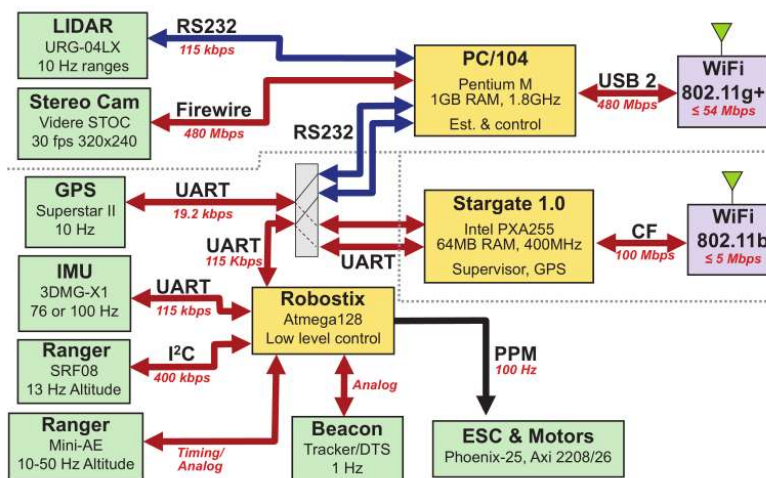 LIDAR
URG-04LX
10 Hz ranges
RS232
115 kbps
Stereo Cam
Videre STOC
30 fps 320x240
Firewire
480 Mbps
PC/104
Pentium M
1GB RAM, 1.8GHz
Est. & control
USB 2
480 Mbps
WiFi
802.11g+
≤ 54 Mbps
RS232
GPS
Superstar II
10 Hz
UART
19.2 kbps
UART
115 Kbps
UART
Stargate 1.0
Intel PXA255
64MB RAM, 400MHz
Supervisor, GPS
CF
100 Mbps
WiFi
802.11b
≤ 5 Mbps
IMU
3DMG-X1
76 or 100 Hz
UART
115 kbps
Robostix
Atmega128
Low level control
Ranger
SRF08
13 Hz Altitude
I²C
400 kbps
PPM
100 Hz
Analog
Ranger
Mini-AE
10-50 Hz Altitude
Timing/
Analog
Beacon
Tracker/DTS
1 Hz
ESC & Motors
Phoenix-25, Axi 2208/26